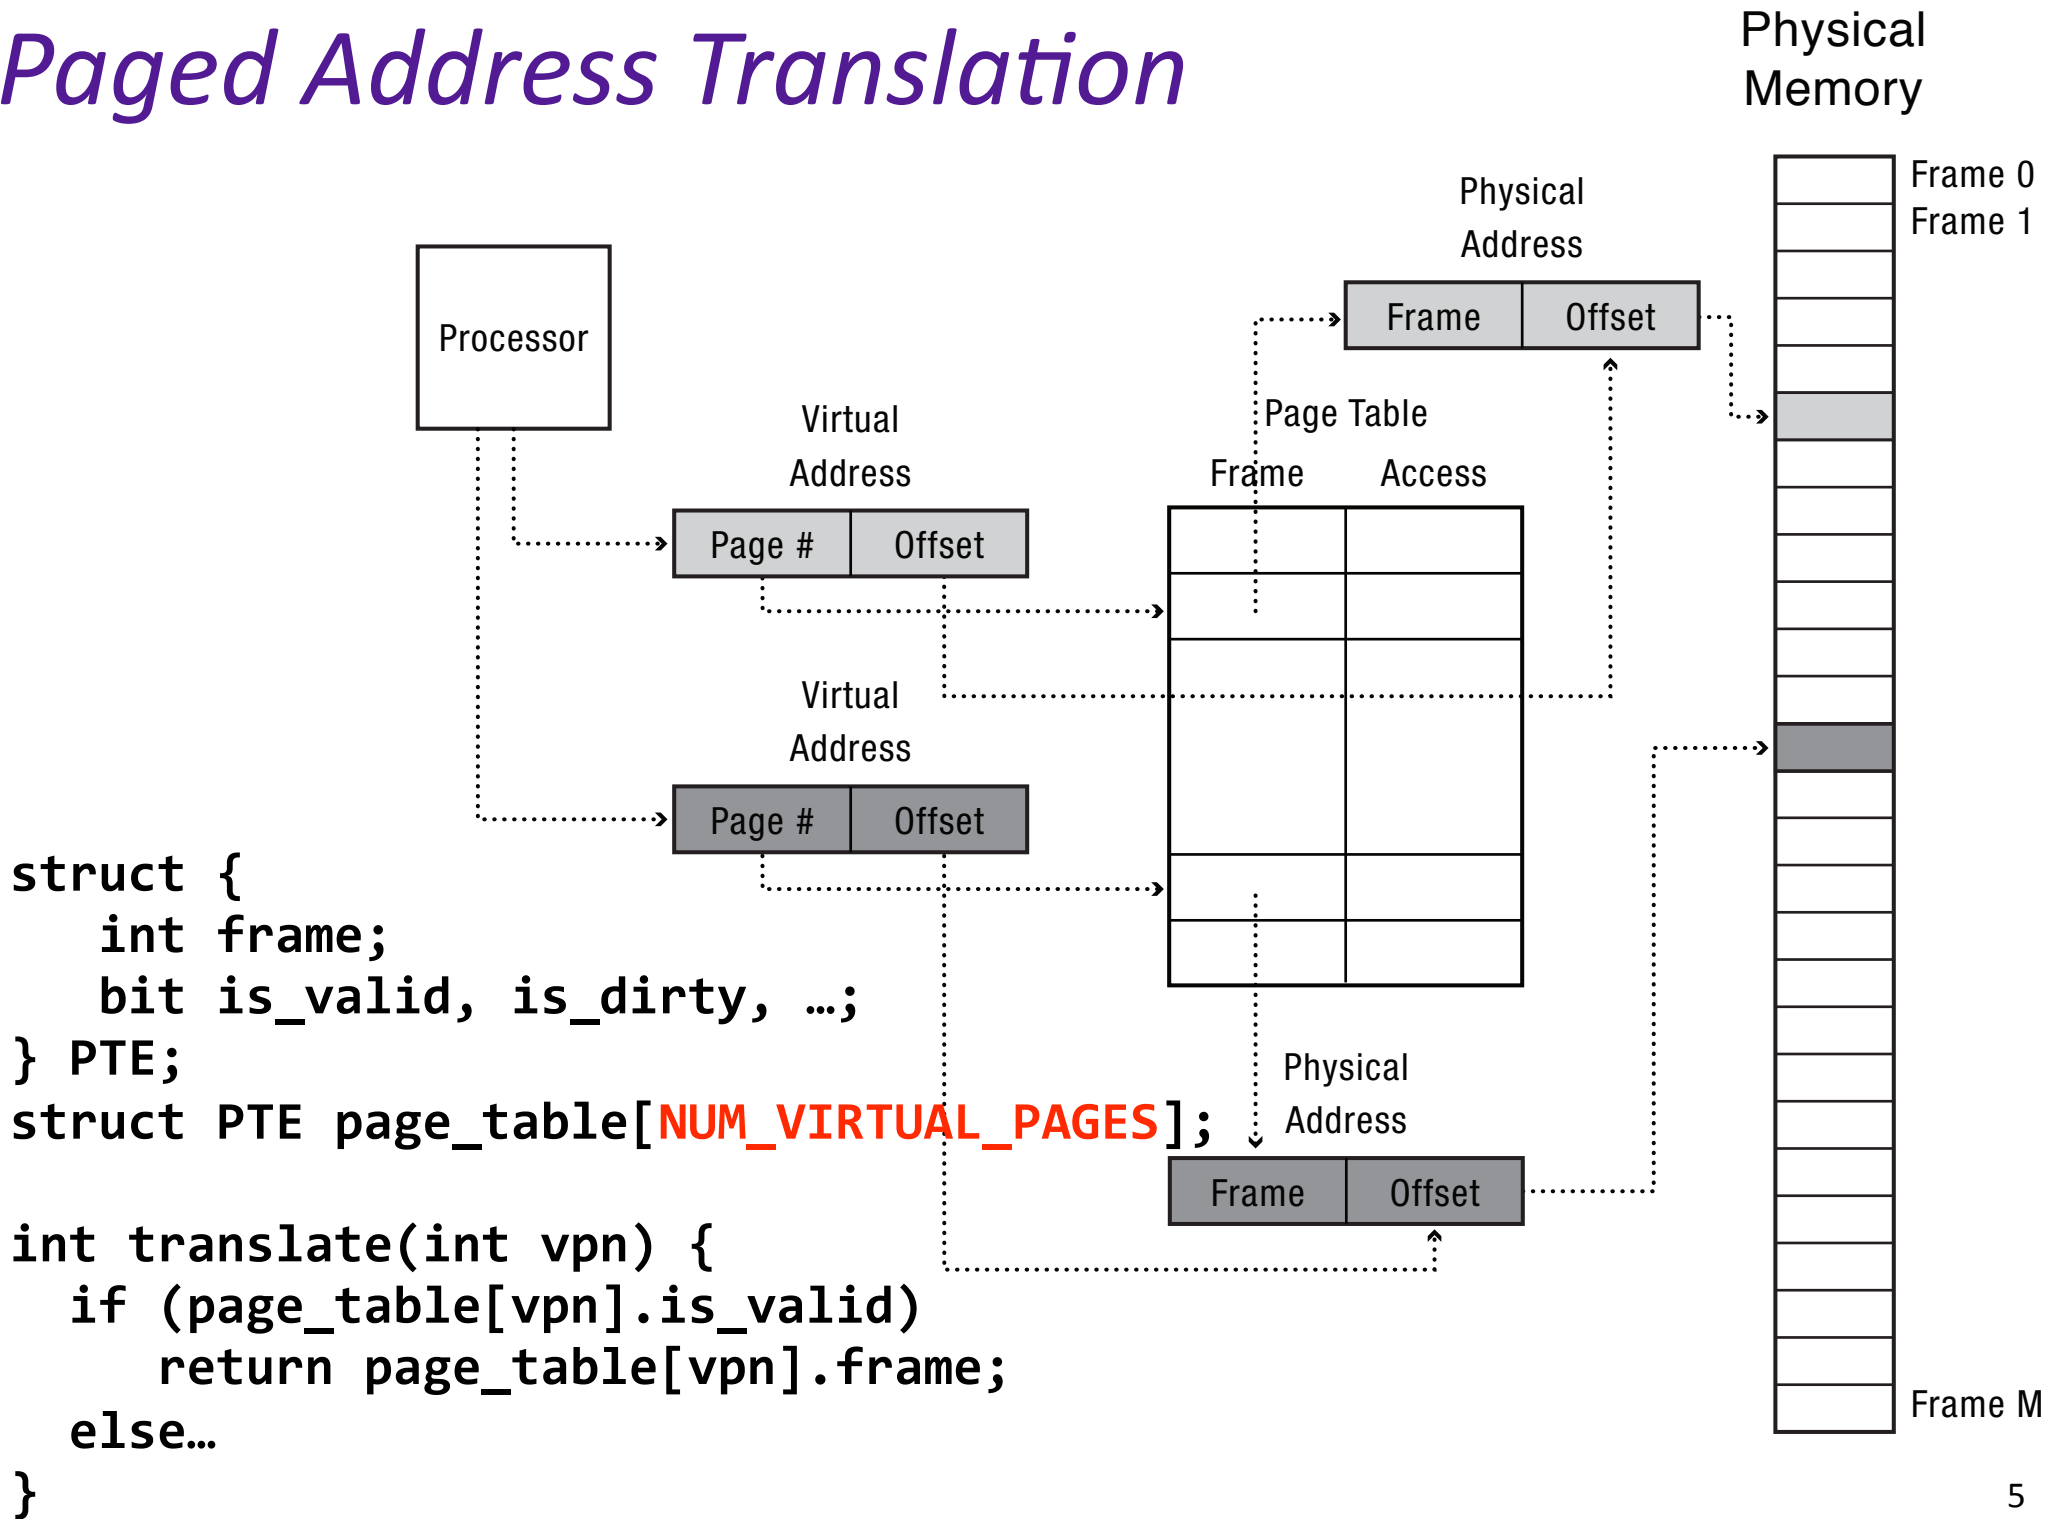 Paged Address Translation
Physical
Memory
Frame 0
Frame 1
Physical
Address
Frame Offset
Processor
Virtual
Address
Page # Offset
Page Table
Frame Access
Virtual
Address
Page # Offset
Physical
Address
Frame Offset
Frame M
struct {
   int frame;
   bit is_valid, is_dirty, …;
} PTE;
struct PTE page_table[NUM_VIRTUAL_PAGES];
int translate(int vpn) {
  if (page_table[vpn].is_valid)
     return page_table[vpn].frame;
  else…
}
5